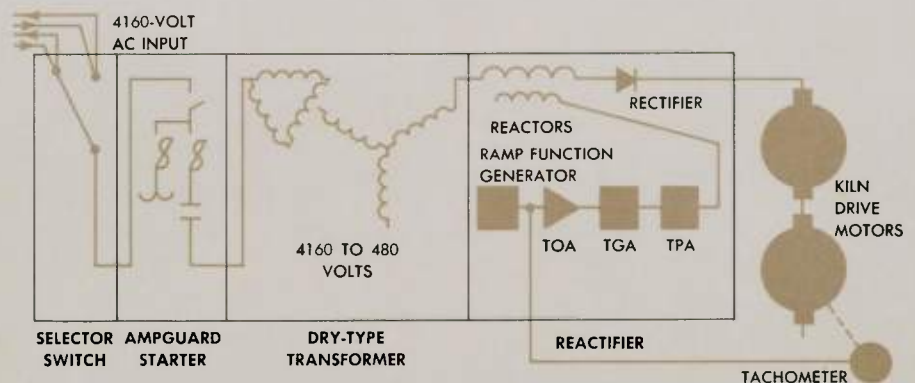 4160-VOLT
AC INPUT
RECTIFIER
REACTORS
RAMP FUNCTION
GENERATOR
TOA TGA TPA
KILN
DRIVE
MOTORS
4160 TO 480
VOLTS
SELECTOR
SWITCH
AMPGUARD
STARTER
DRY-TYPE
TRANSFORMER
REACTIFIER
TACHOMETER